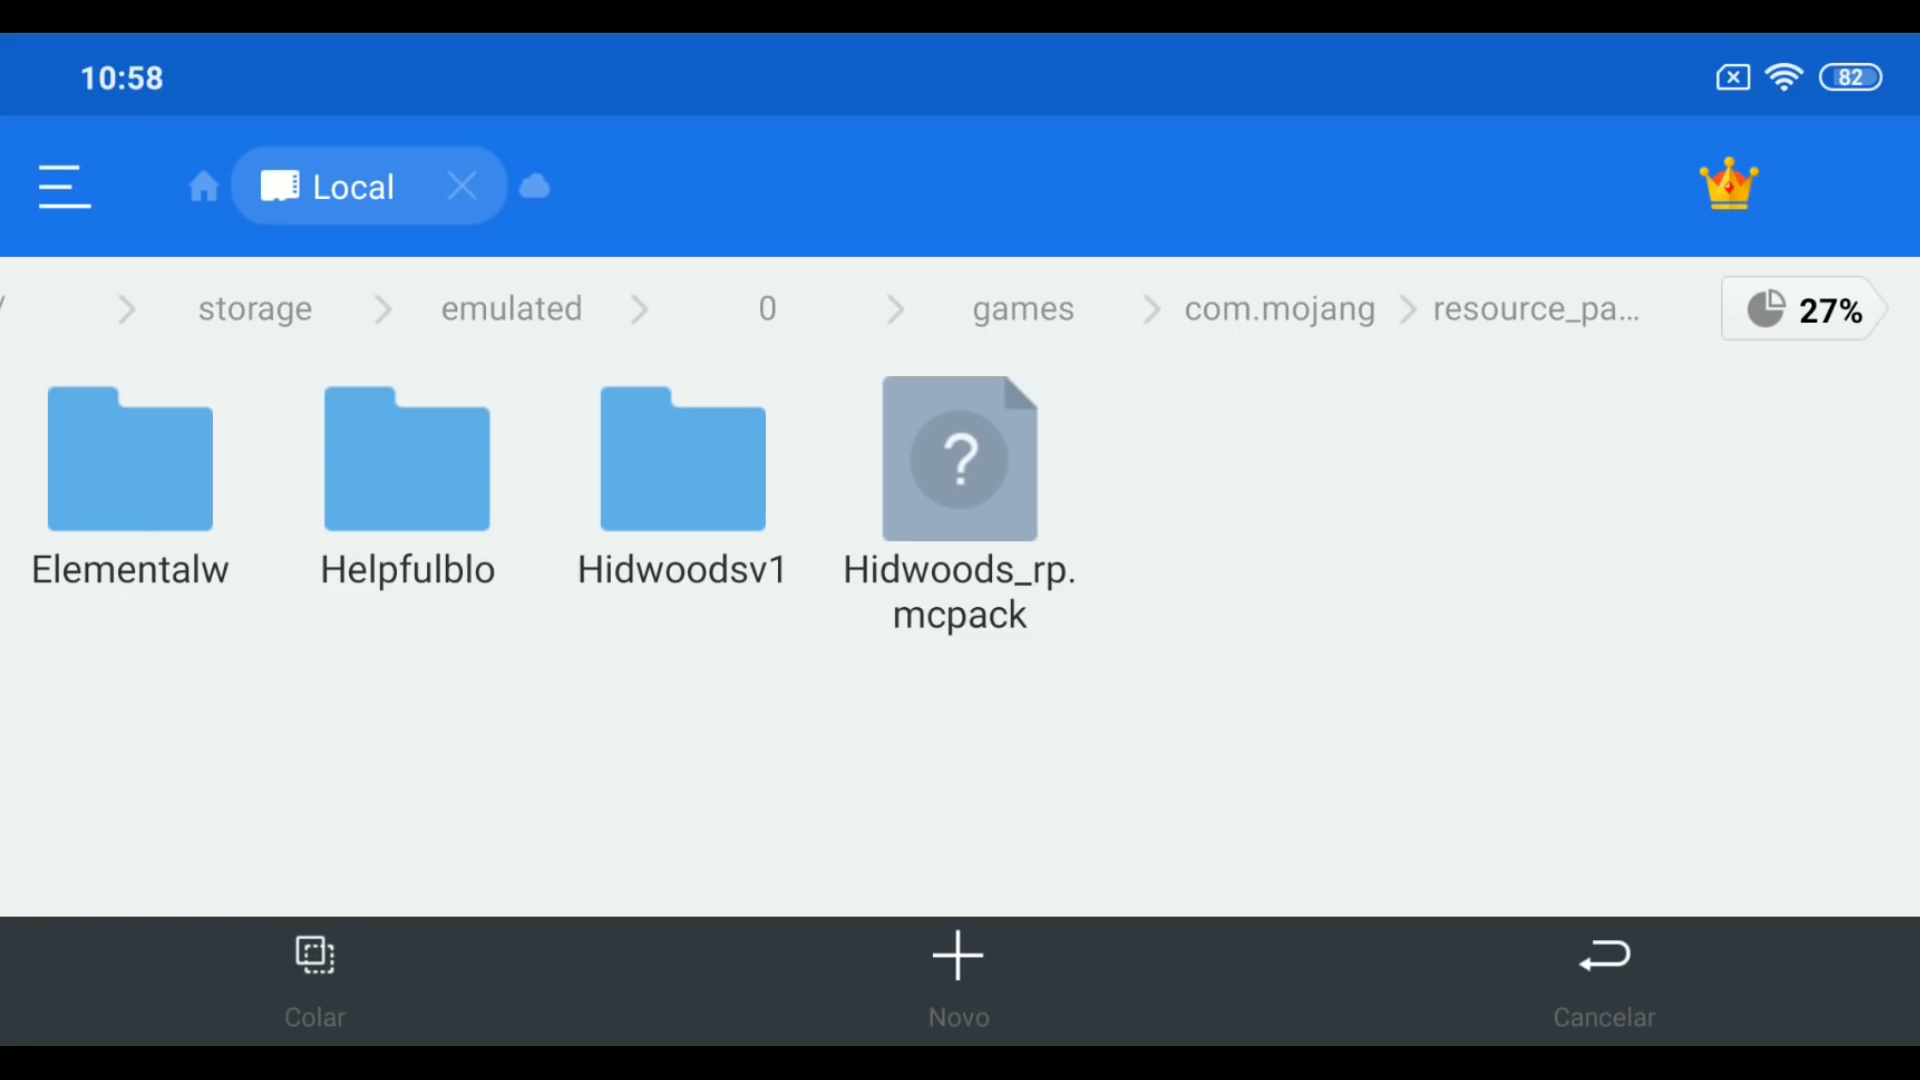 10:58
82
Local
/ storage emulated 0 games com.mojang resource_pa...
27%
Elementalw
Helpfulblo
Hidwoodsv1
Hidwoods_rp.
mcpack
Colar
Novo
Cancelar